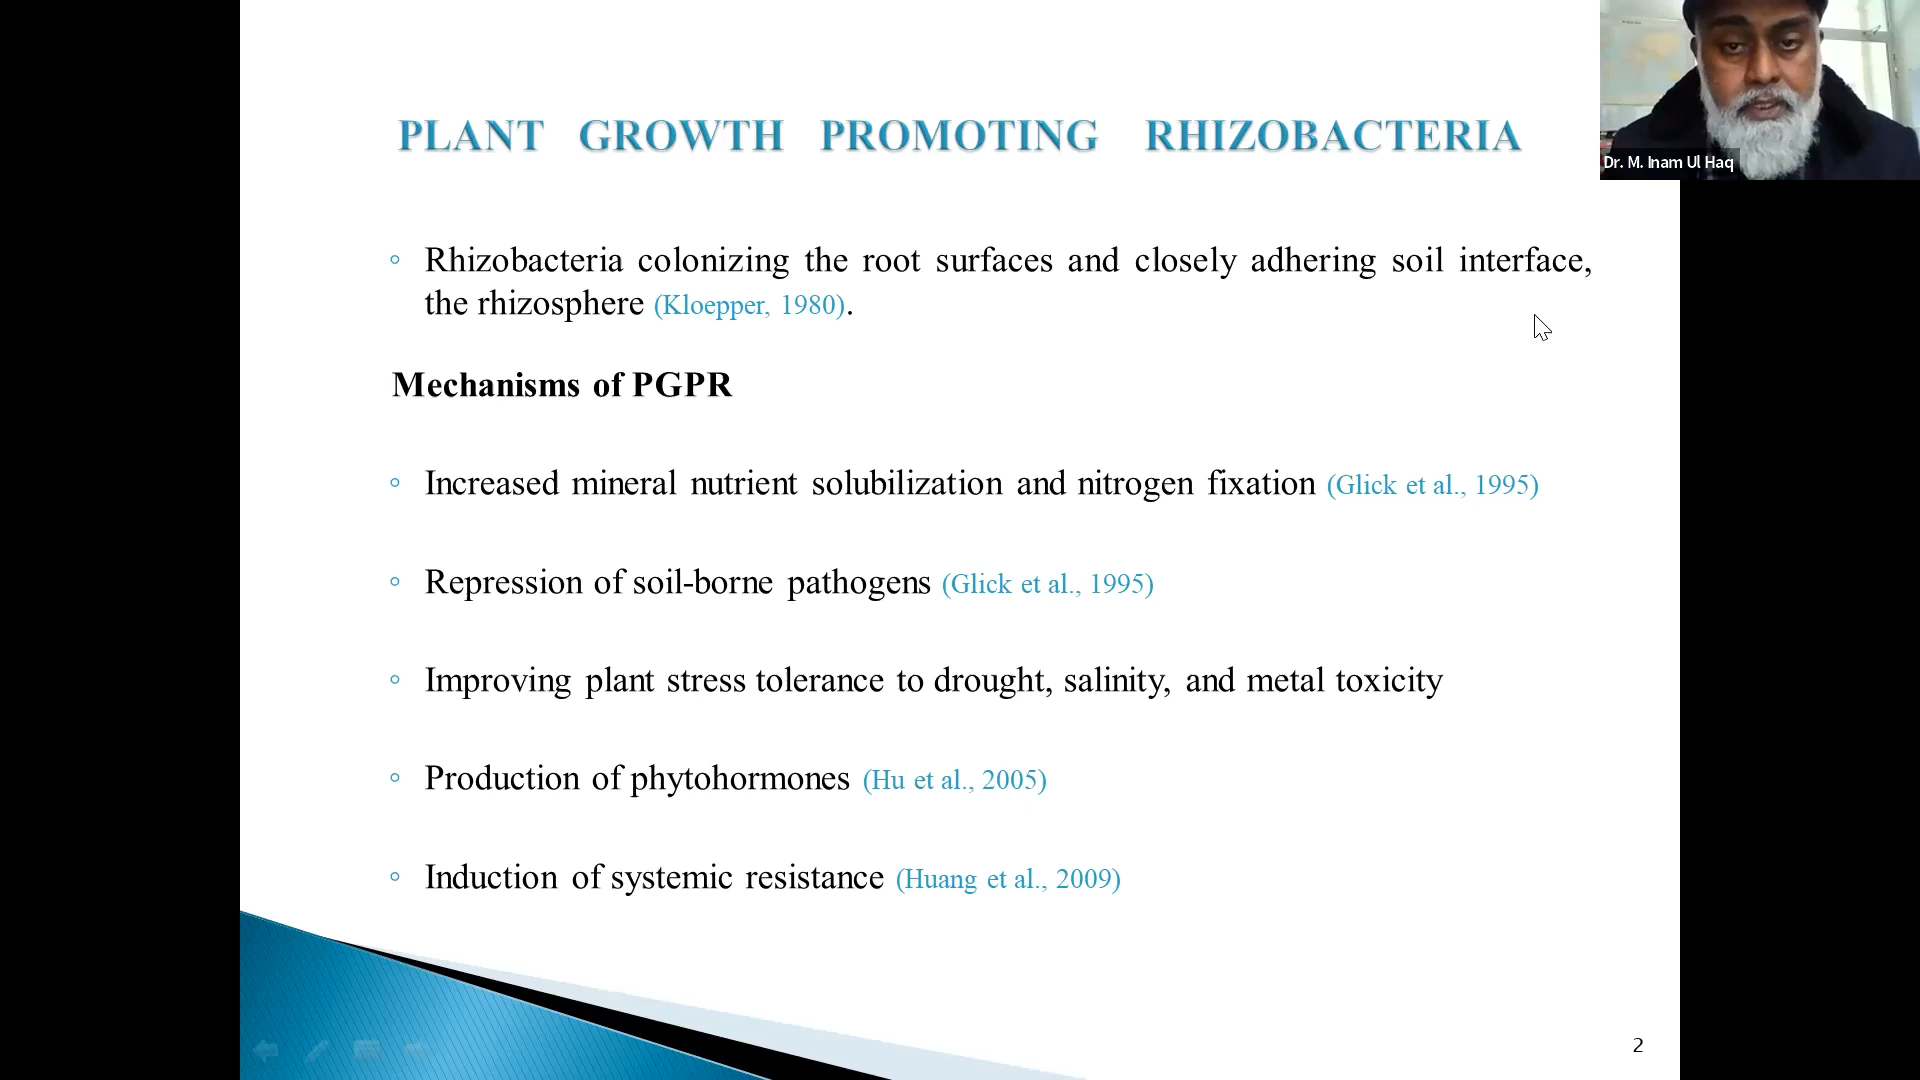 PLANT GROWTH PROMOTING RHIZOBACTERIA
Dr. M. Inam Ul Haq
◦ Rhizobacteria colonizing the root surfaces and closely adhering soil interface,
the rhizosphere (Kloepper, 1980).
Mechanisms of PGPR
◦ Increased mineral nutrient solubilization and nitrogen fixation (Glick et al., 1995)
◦ Repression of soil-borne pathogens (Glick et al., 1995)
◦ Improving plant stress tolerance to drought, salinity, and metal toxicity
◦ Production of phytohormones (Hu et al., 2005)
◦ Induction of systemic resistance (Huang et al., 2009)
2